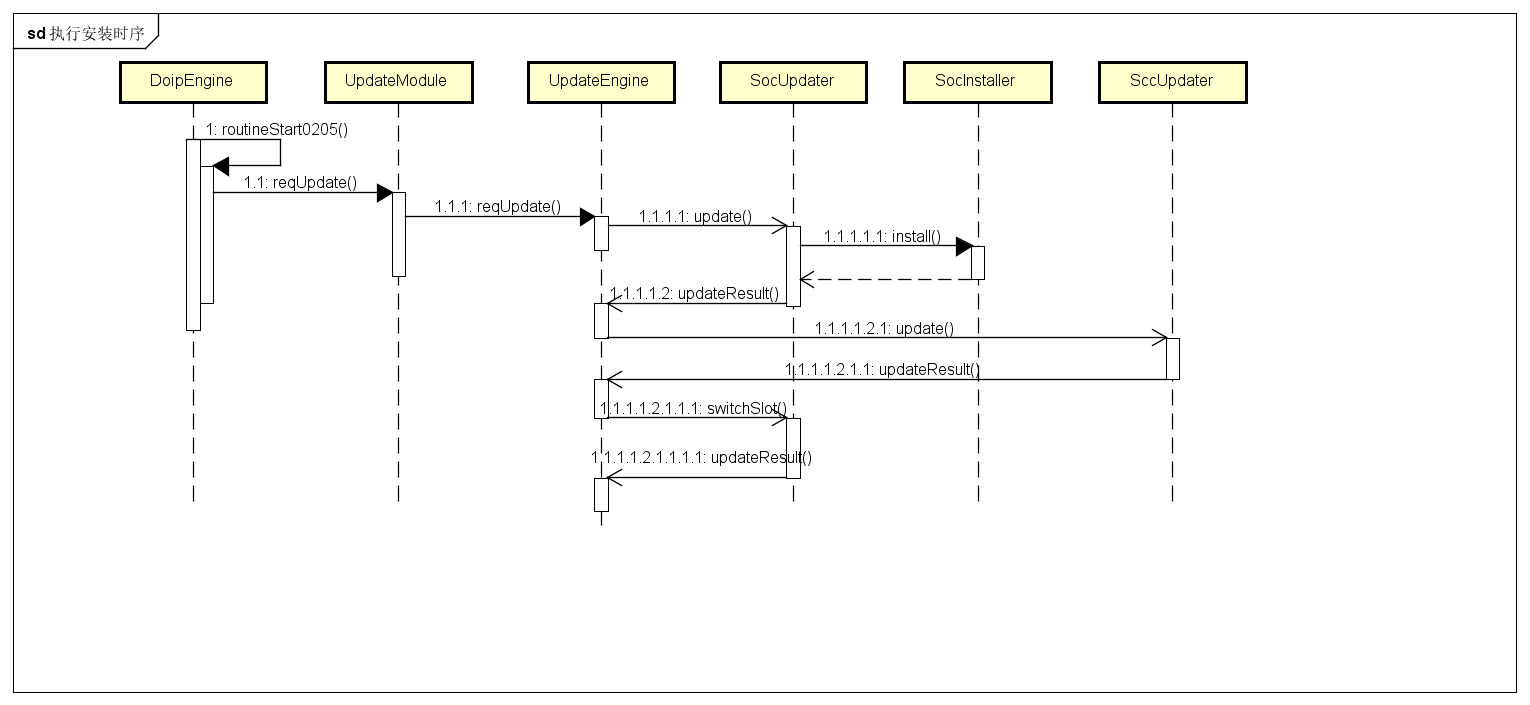 sd 执行安装时序
DoipEngine
UpdateModule
UpdateEngine
SocUpdater
SocInstaller
SccUpdater
1: routineStart0205()
1.1: reqUpdate()
1.1.1: reqUpdate()
1.1.1.1: update()
1.1.1.1.1: install()
1.1.1.1.2: updateResult()
1.1.1.1.2.1: update()
1.1.1.1.2.1.1: updateResult()
1.1.1.1.2.1.1.1: switchSlot()
1.1.1.1.2.1.1.1.1: updateResult()